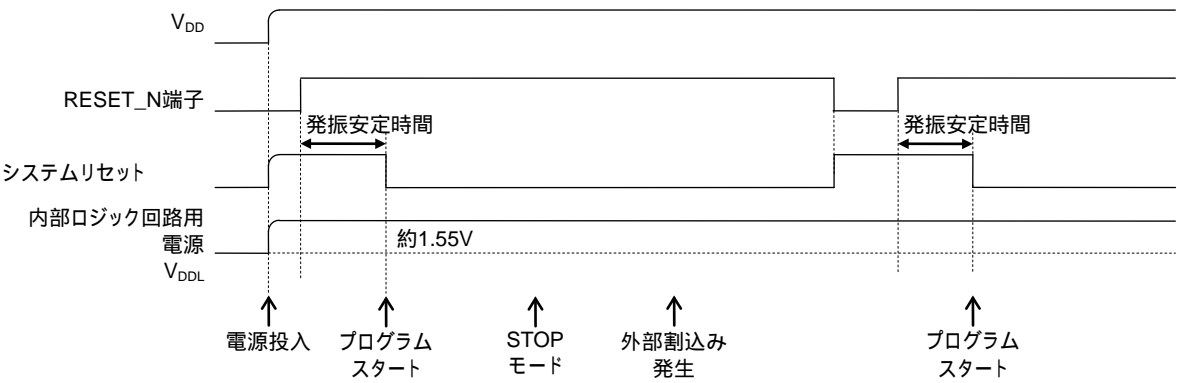 V_DD
RESET_N端子
発振安定時間
発振安定時間
システムリセット
内部ロジック回路用
電源
V_DDL
約1.55V
電源投入
プログラム
スタート
STOP
モード
外部割込み
発生
プログラム
スタート